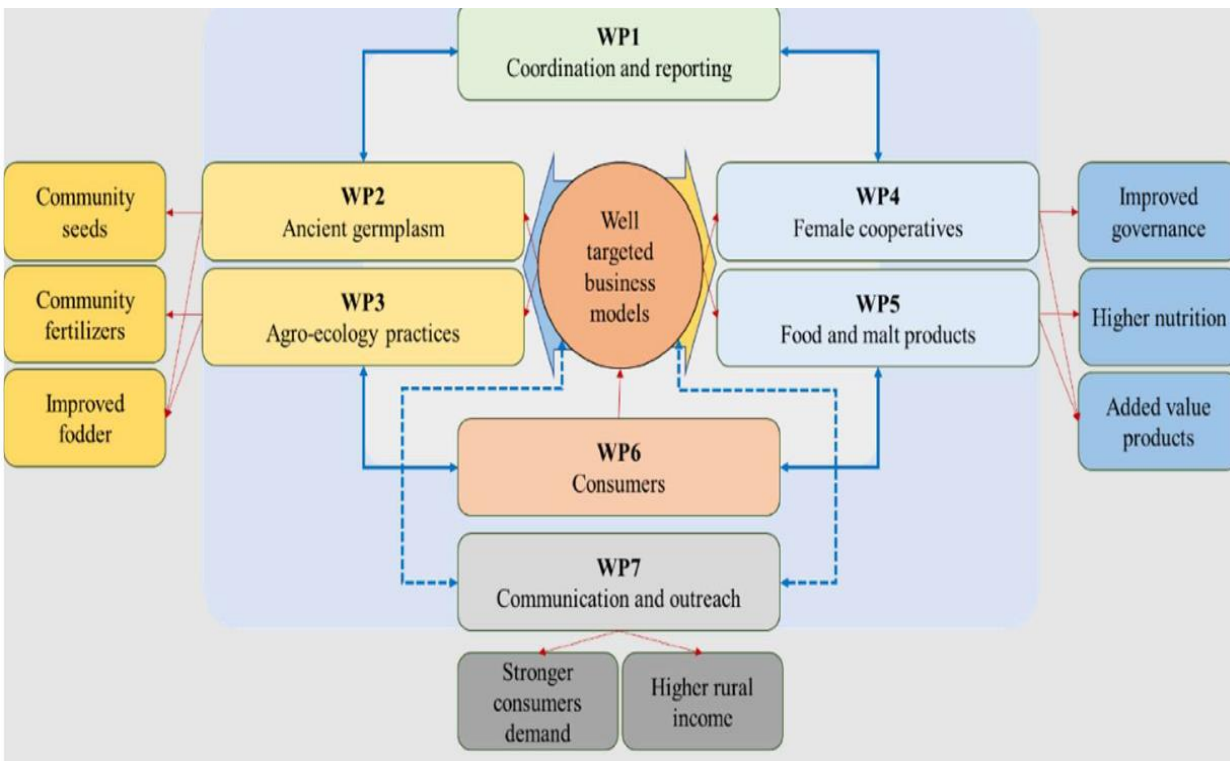 WP1
Coordination and reporting
Community
seeds
WP2
Ancient germplasm
Well
targeted
business
models
WP4
Female cooperatives
Improved
governance
Community
fertilizers
WP3
Agro-ecology practices
WP5
Food and malt products
Higher nutrition
Improved
fodder
WP6
Consumers
Added value
products
WP7
Communication and outreach
Stronger
consumers
demand
Higher rural
income